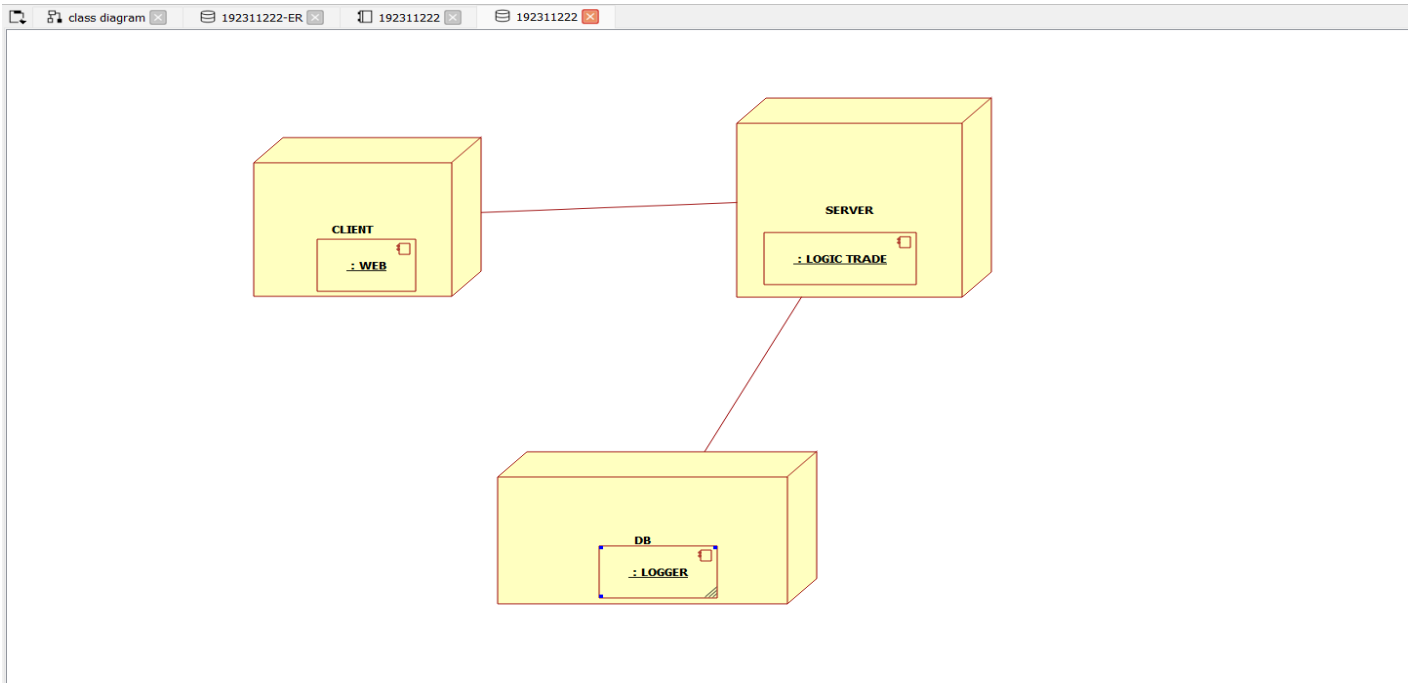 class diagram
192311222-ER
192311222
192311222
CLIENT
: WEB
SERVER
: LOGIC TRADE
DB
: LOGGER